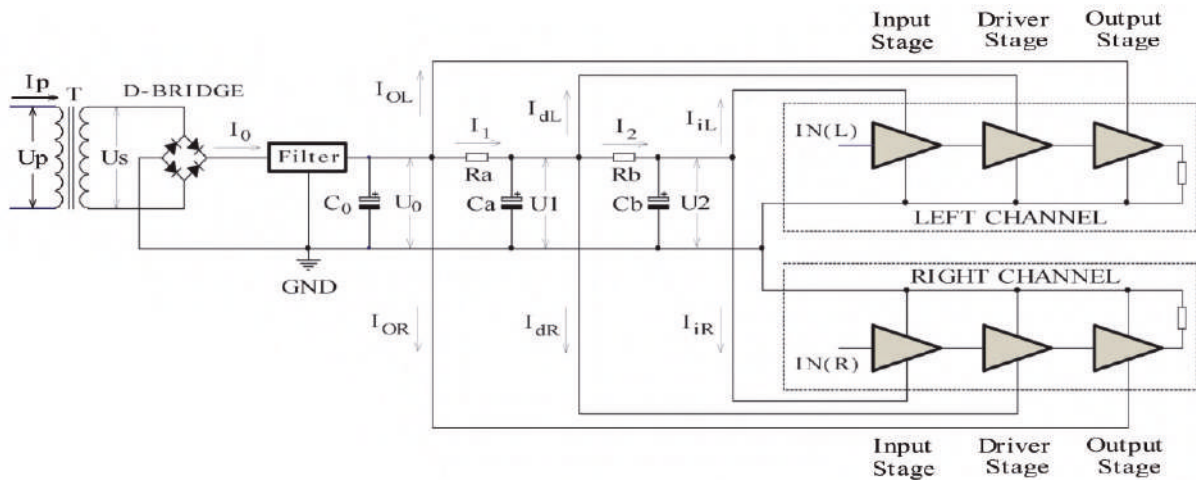 Input Stage
Driver Stage
Output Stage
Ip
T
D-BRIDGE
I0
IOL
I1
IdL
I2
IiL
IN(L)
Up
Us
Filter
Ra
Rb
C0
U0
Ca
U1
Cb
U2
LEFT CHANNEL
GND
RIGHT CHANNEL
IOR
IdR
IiR
IN(R)
Input Stage
Driver Stage
Output Stage